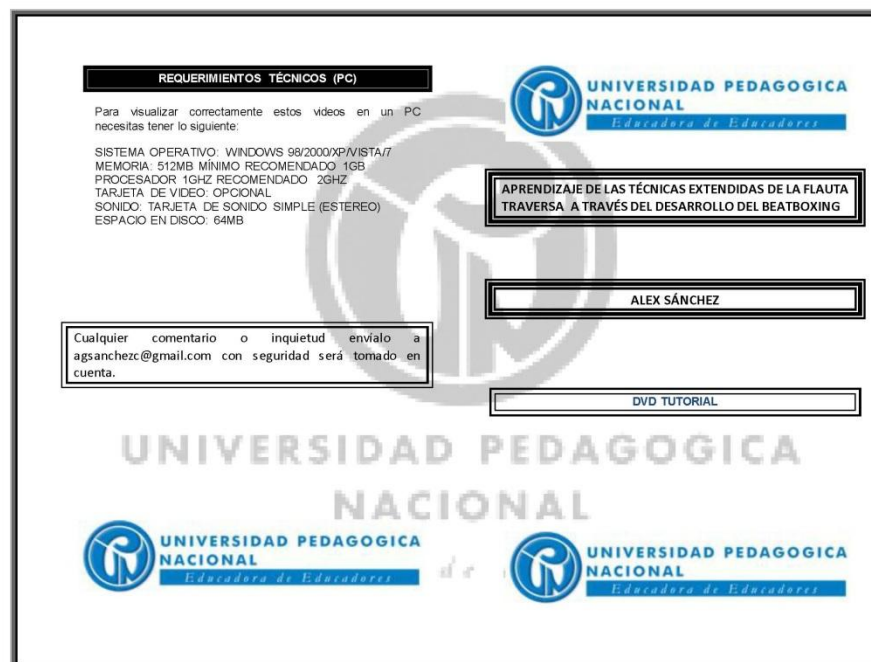 REQUERIMIENTOS TÉCNICOS (PC)
Para visualizar correctamente estos videos en un PC
necesitas tener lo siguiente:
SISTEMA OPERATIVO: WINDOWS 98/2000/XP/VISTA/7
MEMORIA: 512MB MÍNIMO RECOMENDADO 1GB
PROCESADOR 1GHZ RECOMENDADO 2GHZ
TARJETA DE VIDEO: OPCIONAL
SONIDO: TARJETA DE SONIDO SIMPLE (ESTEREO)
ESPACIO EN DISCO: 64MB
Cualquier comentario o inquietud envíalo a
agsanchezc@gmail.com con seguridad será tomado en
cuenta.
UNIVERSIDAD PEDAGOGICA
NACIONAL
Educadora de Educadores
UNIVERSIDAD PEDAGOGICA
NACIONAL
Educadora de Educadores
APRENDIZAJE DE LAS TÉCNICAS EXTENDIDAS DE LA FLAUTA
TRAVERSA A TRAVÉS DEL DESARROLLO DEL BEATBOXING
ALEX SÁNCHEZ
DVD TUTORIAL
UNIVERSIDAD PEDAGOGICA
NACIONAL
Educadora de Educadores
UNIVERSIDAD PEDAGOGICA
NACIONAL
de